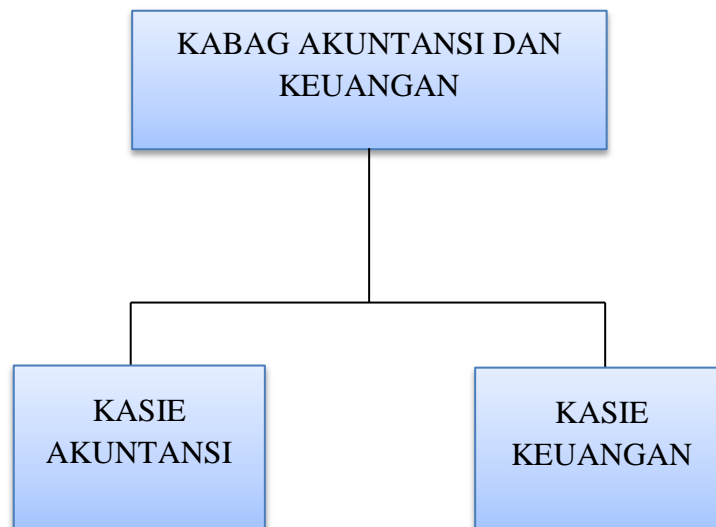 KABAG AKUNTANSI DAN
KEUANGAN
KASIE
AKUNTANSI
KASIE
KEUANGAN